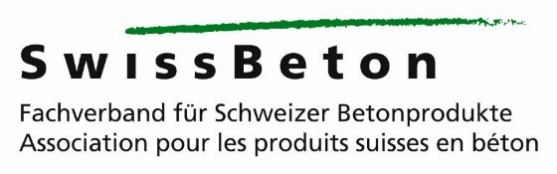 SwissBeton
Fachverband für Schweizer Betonprodukte
Association pour les produits suisses en béton